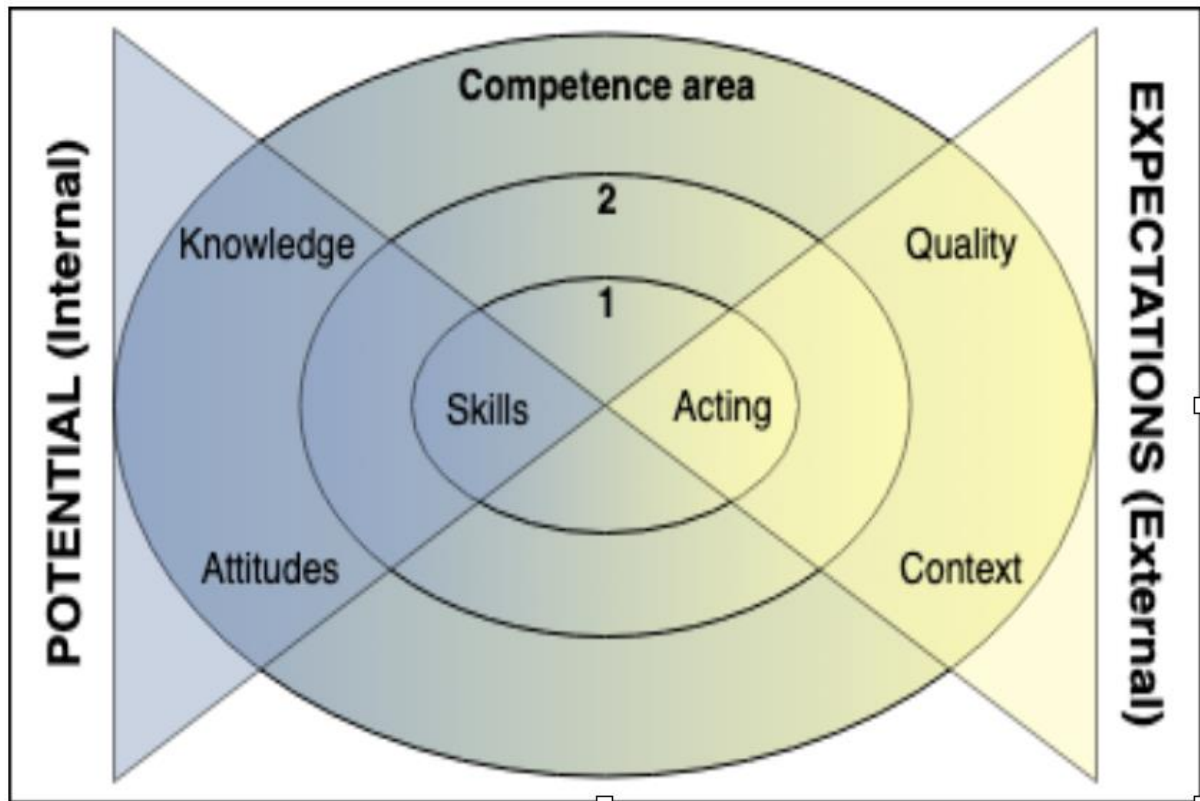 Competence area
2
1
Knowledge
Quality
Skills
Acting
Attitudes
Context
POTENTIAL (Internal)
EXPECTATIONS (External)